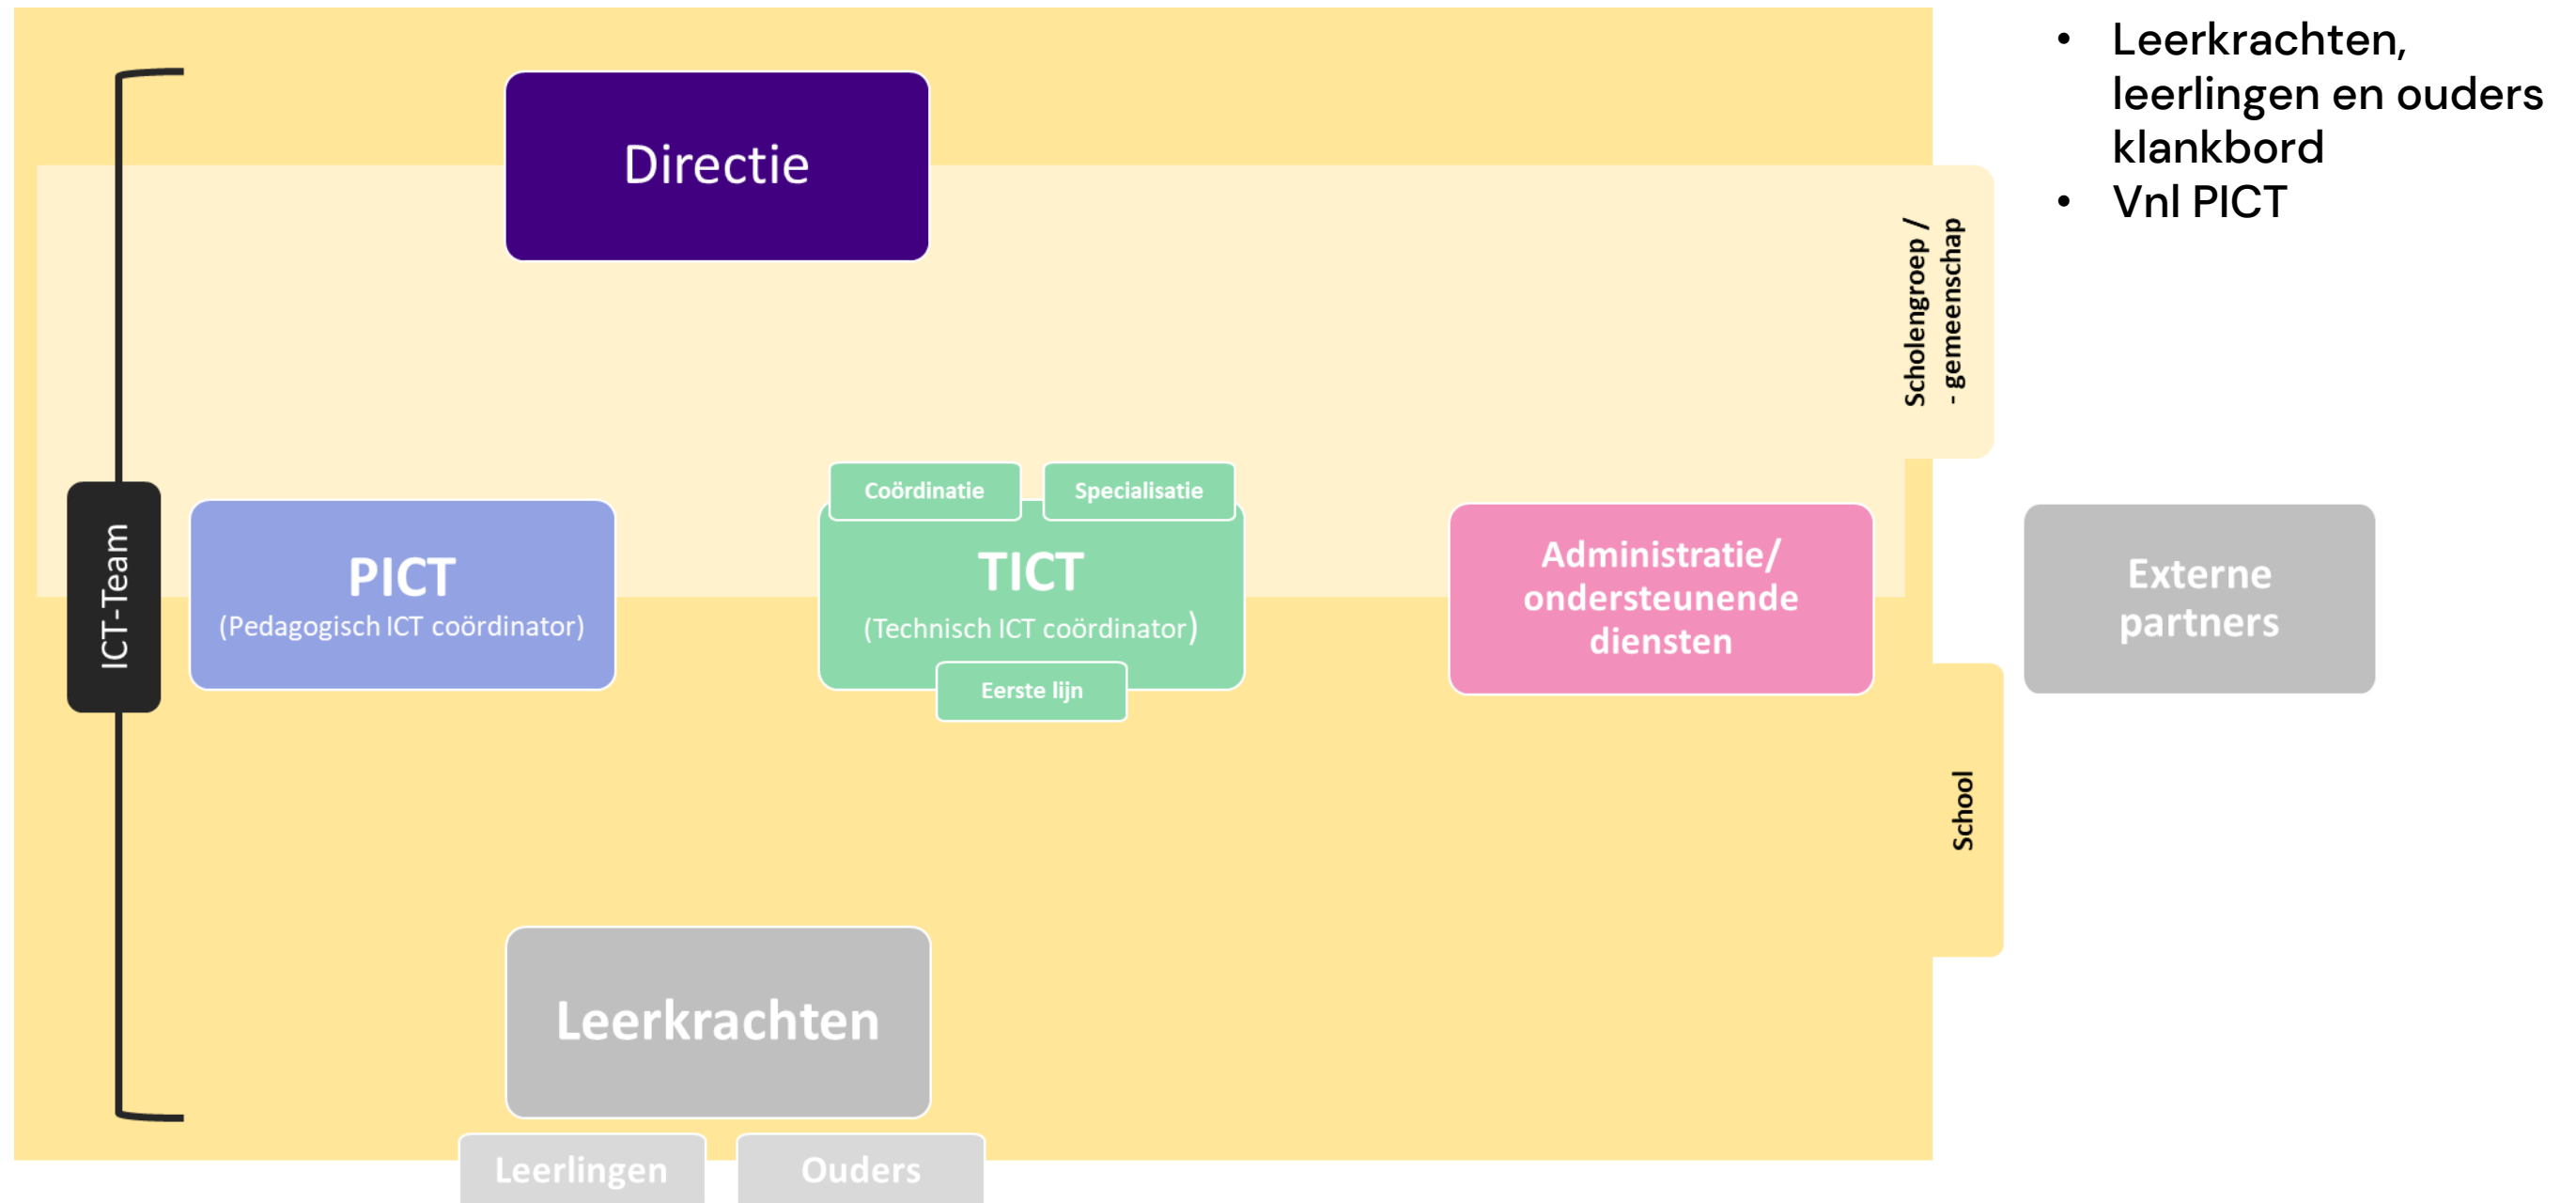 • Leerkrachten,
leerlingen en ouders
klankbord
• Vnl PICT
Directie
Scholengroep /
- gemeenschap
ICT-Team
PICT
(Pedagogisch ICT coördinator)
Coördinatie
Specialisatie
TICT
(Technisch ICT coördinator)
Eerste lijn
Administratie/
ondersteunende
diensten
Externe
partners
School
Leerkrachten
Leerlingen
Ouders